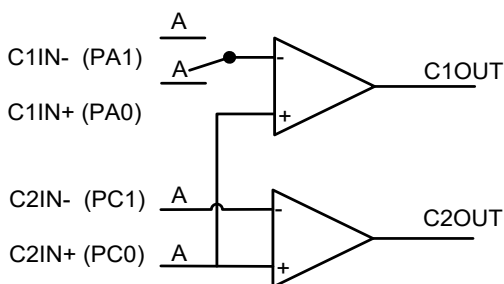 A
C1IN- (PA1)
A
-
C1OUT
C1IN+ (PA0)
+
C2IN- (PC1)
A
-
C2OUT
C2IN+ (PC0)
A
+